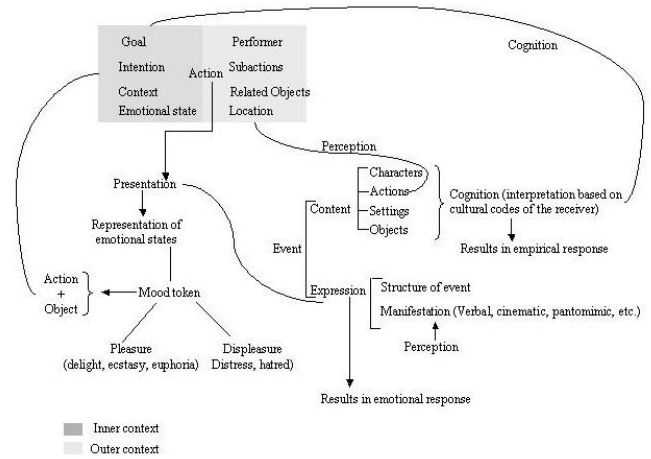 Goal
Performer
Cognition
Intention
Action
Subactions
Context
Related Objects
Emotional state
Location
Perception
Characters
Presentation
Content
Actions
Cognition (interpretation based on
cultural codes of the receiver)
Settings
Representation of
emotional states
Objects
Event
Results in empirical response
Action
+
Object
Mood token
Expression
Structure of event
Manifestation (Verbal, cinematic, pantomimic, etc.)
Perception
Pleasure
(delight, ecstasy, euphoria)
Displeasure
Distress, hatred)
Results in emotional response
Inner context
Outer context